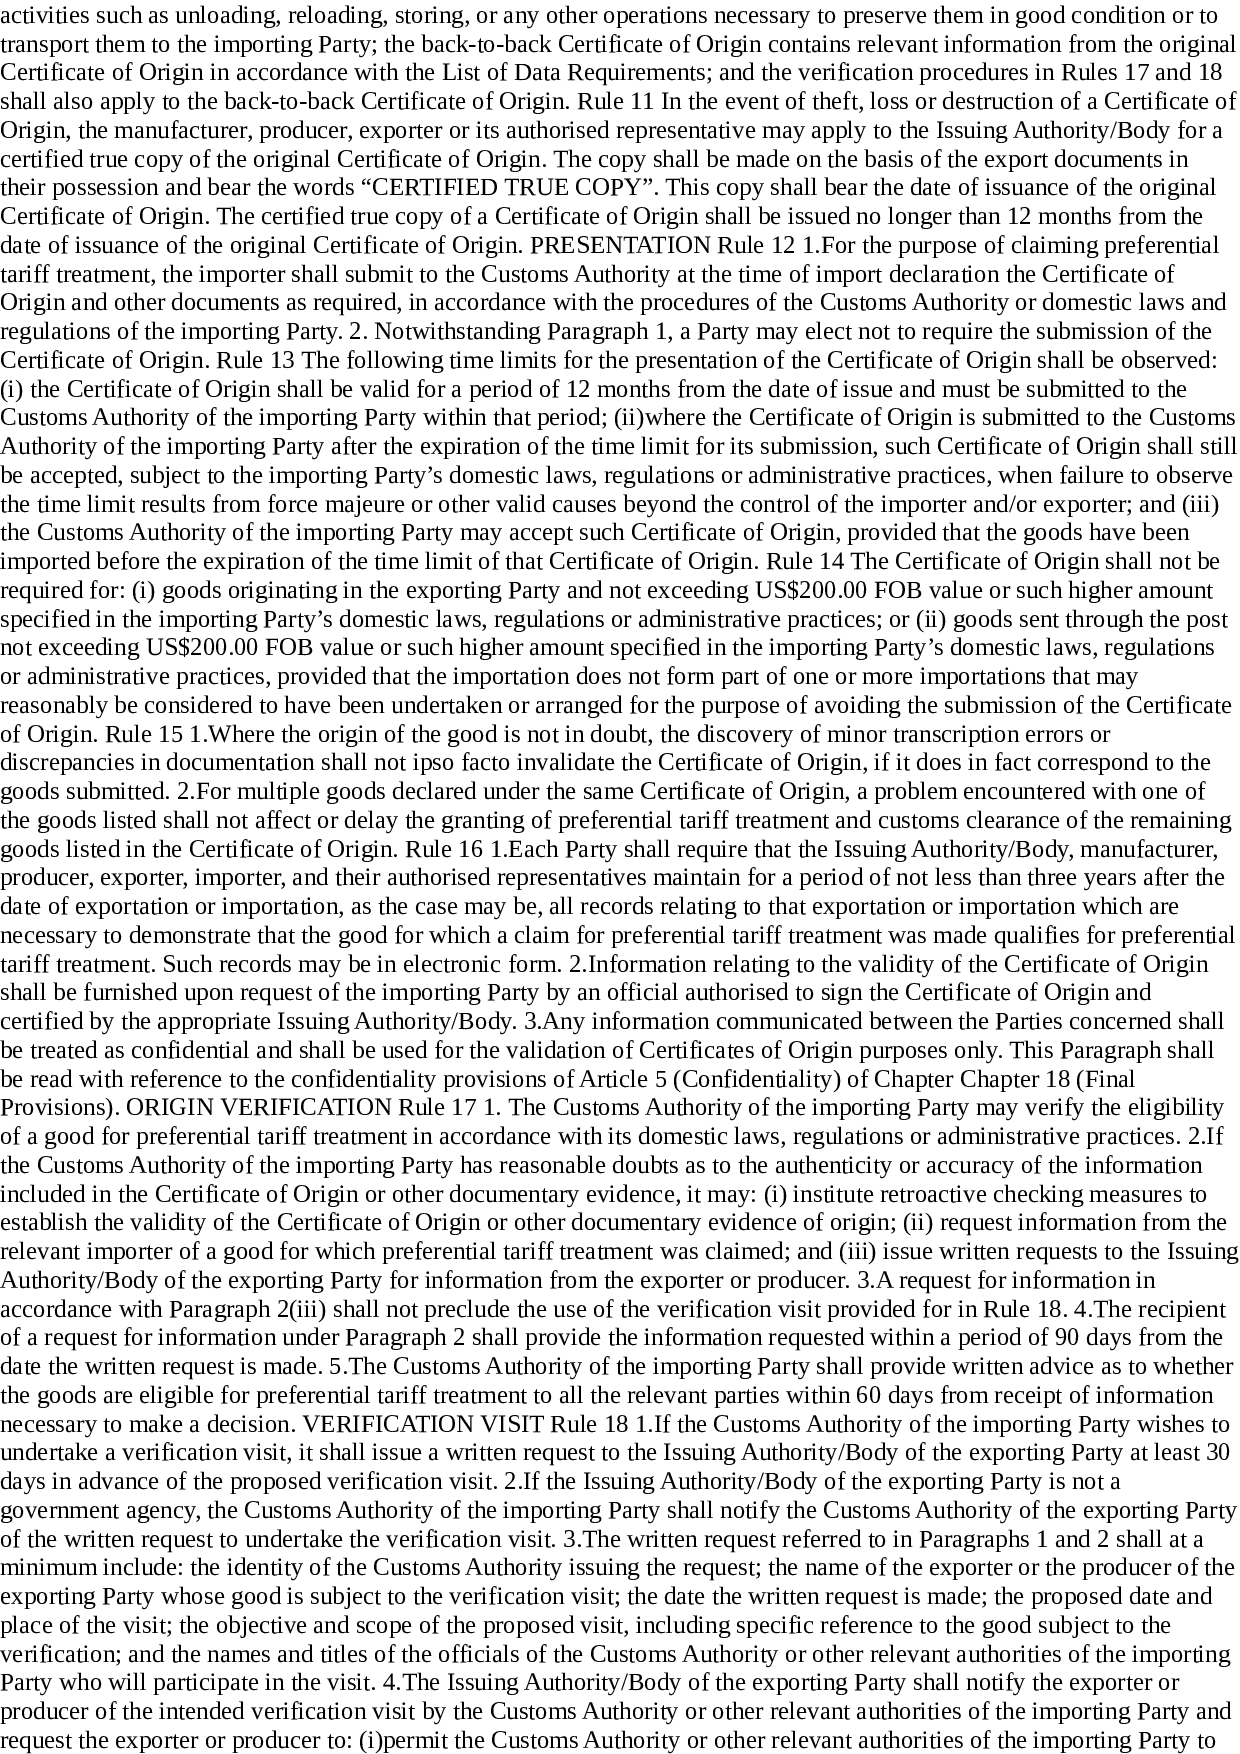 activities such as unloading, reloading, storing, or any other operations necessary to preserve them in good condition or to
transport them to the importing Party; the back-to-back Certificate of Origin contains relevant information from the original
Certificate of Origin in accordance with the List of Data Requirements; and the verification procedures in Rules 17 and 18
shall also apply to the back-to-back Certificate of Origin. Rule 11 In the event of theft, loss or destruction of a Certificate of
Origin, the manufacturer, producer, exporter or its authorised representative may apply to the Issuing Authority/Body for a
certified true copy of the original Certificate of Origin. The copy shall be made on the basis of the export documents in
their possession and bear the words “CERTIFIED TRUE COPY”. This copy shall bear the date of issuance of the original
Certificate of Origin. The certified true copy of a Certificate of Origin shall be issued no longer than 12 months from the
date of issuance of the original Certificate of Origin. PRESENTATION Rule 12 1.For the purpose of claiming preferential
tariff treatment, the importer shall submit to the Customs Authority at the time of import declaration the Certificate of
Origin and other documents as required, in accordance with the procedures of the Customs Authority or domestic laws and
regulations of the importing Party. 2. Notwithstanding Paragraph 1, a Party may elect not to require the submission of the
Certificate of Origin. Rule 13 The following time limits for the presentation of the Certificate of Origin shall be observed:
(i) the Certificate of Origin shall be valid for a period of 12 months from the date of issue and must be submitted to the
Customs Authority of the importing Party within that period; (ii)where the Certificate of Origin is submitted to the Customs
Authority of the importing Party after the expiration of the time limit for its submission, such Certificate of Origin shall still
be accepted, subject to the importing Party’s domestic laws, regulations or administrative practices, when failure to observe
the time limit results from force majeure or other valid causes beyond the control of the importer and/or exporter; and (iii)
the Customs Authority of the importing Party may accept such Certificate of Origin, provided that the goods have been
imported before the expiration of the time limit of that Certificate of Origin. Rule 14 The Certificate of Origin shall not be
required for: (i) goods originating in the exporting Party and not exceeding US$200.00 FOB value or such higher amount
specified in the importing Party’s domestic laws, regulations or administrative practices; or (ii) goods sent through the post
not exceeding US$200.00 FOB value or such higher amount specified in the importing Party’s domestic laws, regulations
or administrative practices, provided that the importation does not form part of one or more importations that may
reasonably be considered to have been undertaken or arranged for the purpose of avoiding the submission of the Certificate
of Origin. Rule 15 1.Where the origin of the good is not in doubt, the discovery of minor transcription errors or
discrepancies in documentation shall not ipso facto invalidate the Certificate of Origin, if it does in fact correspond to the
goods submitted. 2.For multiple goods declared under the same Certificate of Origin, a problem encountered with one of
the goods listed shall not affect or delay the granting of preferential tariff treatment and customs clearance of the remaining
goods listed in the Certificate of Origin. Rule 16 1.Each Party shall require that the Issuing Authority/Body, manufacturer,
producer, exporter, importer, and their authorised representatives maintain for a period of not less than three years after the
date of exportation or importation, as the case may be, all records relating to that exportation or importation which are
necessary to demonstrate that the good for which a claim for preferential tariff treatment was made qualifies for preferential
tariff treatment. Such records may be in electronic form. 2.Information relating to the validity of the Certificate of Origin
shall be furnished upon request of the importing Party by an official authorised to sign the Certificate of Origin and
certified by the appropriate Issuing Authority/Body. 3.Any information communicated between the Parties concerned shall
be treated as confidential and shall be used for the validation of Certificates of Origin purposes only. This Paragraph shall
be read with reference to the confidentiality provisions of Article 5 (Confidentiality) of Chapter Chapter 18 (Final
Provisions). ORIGIN VERIFICATION Rule 17 1. The Customs Authority of the importing Party may verify the eligibility
of a good for preferential tariff treatment in accordance with its domestic laws, regulations or administrative practices. 2.If
the Customs Authority of the importing Party has reasonable doubts as to the authenticity or accuracy of the information
included in the Certificate of Origin or other documentary evidence, it may: (i) institute retroactive checking measures to
establish the validity of the Certificate of Origin or other documentary evidence of origin; (ii) request information from the
relevant importer of a good for which preferential tariff treatment was claimed; and (iii) issue written requests to the Issuing
Authority/Body of the exporting Party for information from the exporter or producer. 3.A request for information in
accordance with Paragraph 2(iii) shall not preclude the use of the verification visit provided for in Rule 18. 4.The recipient
of a request for information under Paragraph 2 shall provide the information requested within a period of 90 days from the
date the written request is made. 5.The Customs Authority of the importing Party shall provide written advice as to whether
the goods are eligible for preferential tariff treatment to all the relevant parties within 60 days from receipt of information
necessary to make a decision. VERIFICATION VISIT Rule 18 1.If the Customs Authority of the importing Party wishes to
undertake a verification visit, it shall issue a written request to the Issuing Authority/Body of the exporting Party at least 30
days in advance of the proposed verification visit. 2.If the Issuing Authority/Body of the exporting Party is not a
government agency, the Customs Authority of the importing Party shall notify the Customs Authority of the exporting Party
of the written request to undertake the verification visit. 3.The written request referred to in Paragraphs 1 and 2 shall at a
minimum include: the identity of the Customs Authority issuing the request; the name of the exporter or the producer of the
exporting Party whose good is subject to the verification visit; the date the written request is made; the proposed date and
place of the visit; the objective and scope of the proposed visit, including specific reference to the good subject to the
verification; and the names and titles of the officials of the Customs Authority or other relevant authorities of the importing
Party who will participate in the visit. 4.The Issuing Authority/Body of the exporting Party shall notify the exporter or
producer of the intended verification visit by the Customs Authority or other relevant authorities of the importing Party and
request the exporter or producer to: (i)permit the Customs Authority or other relevant authorities of the importing Party to